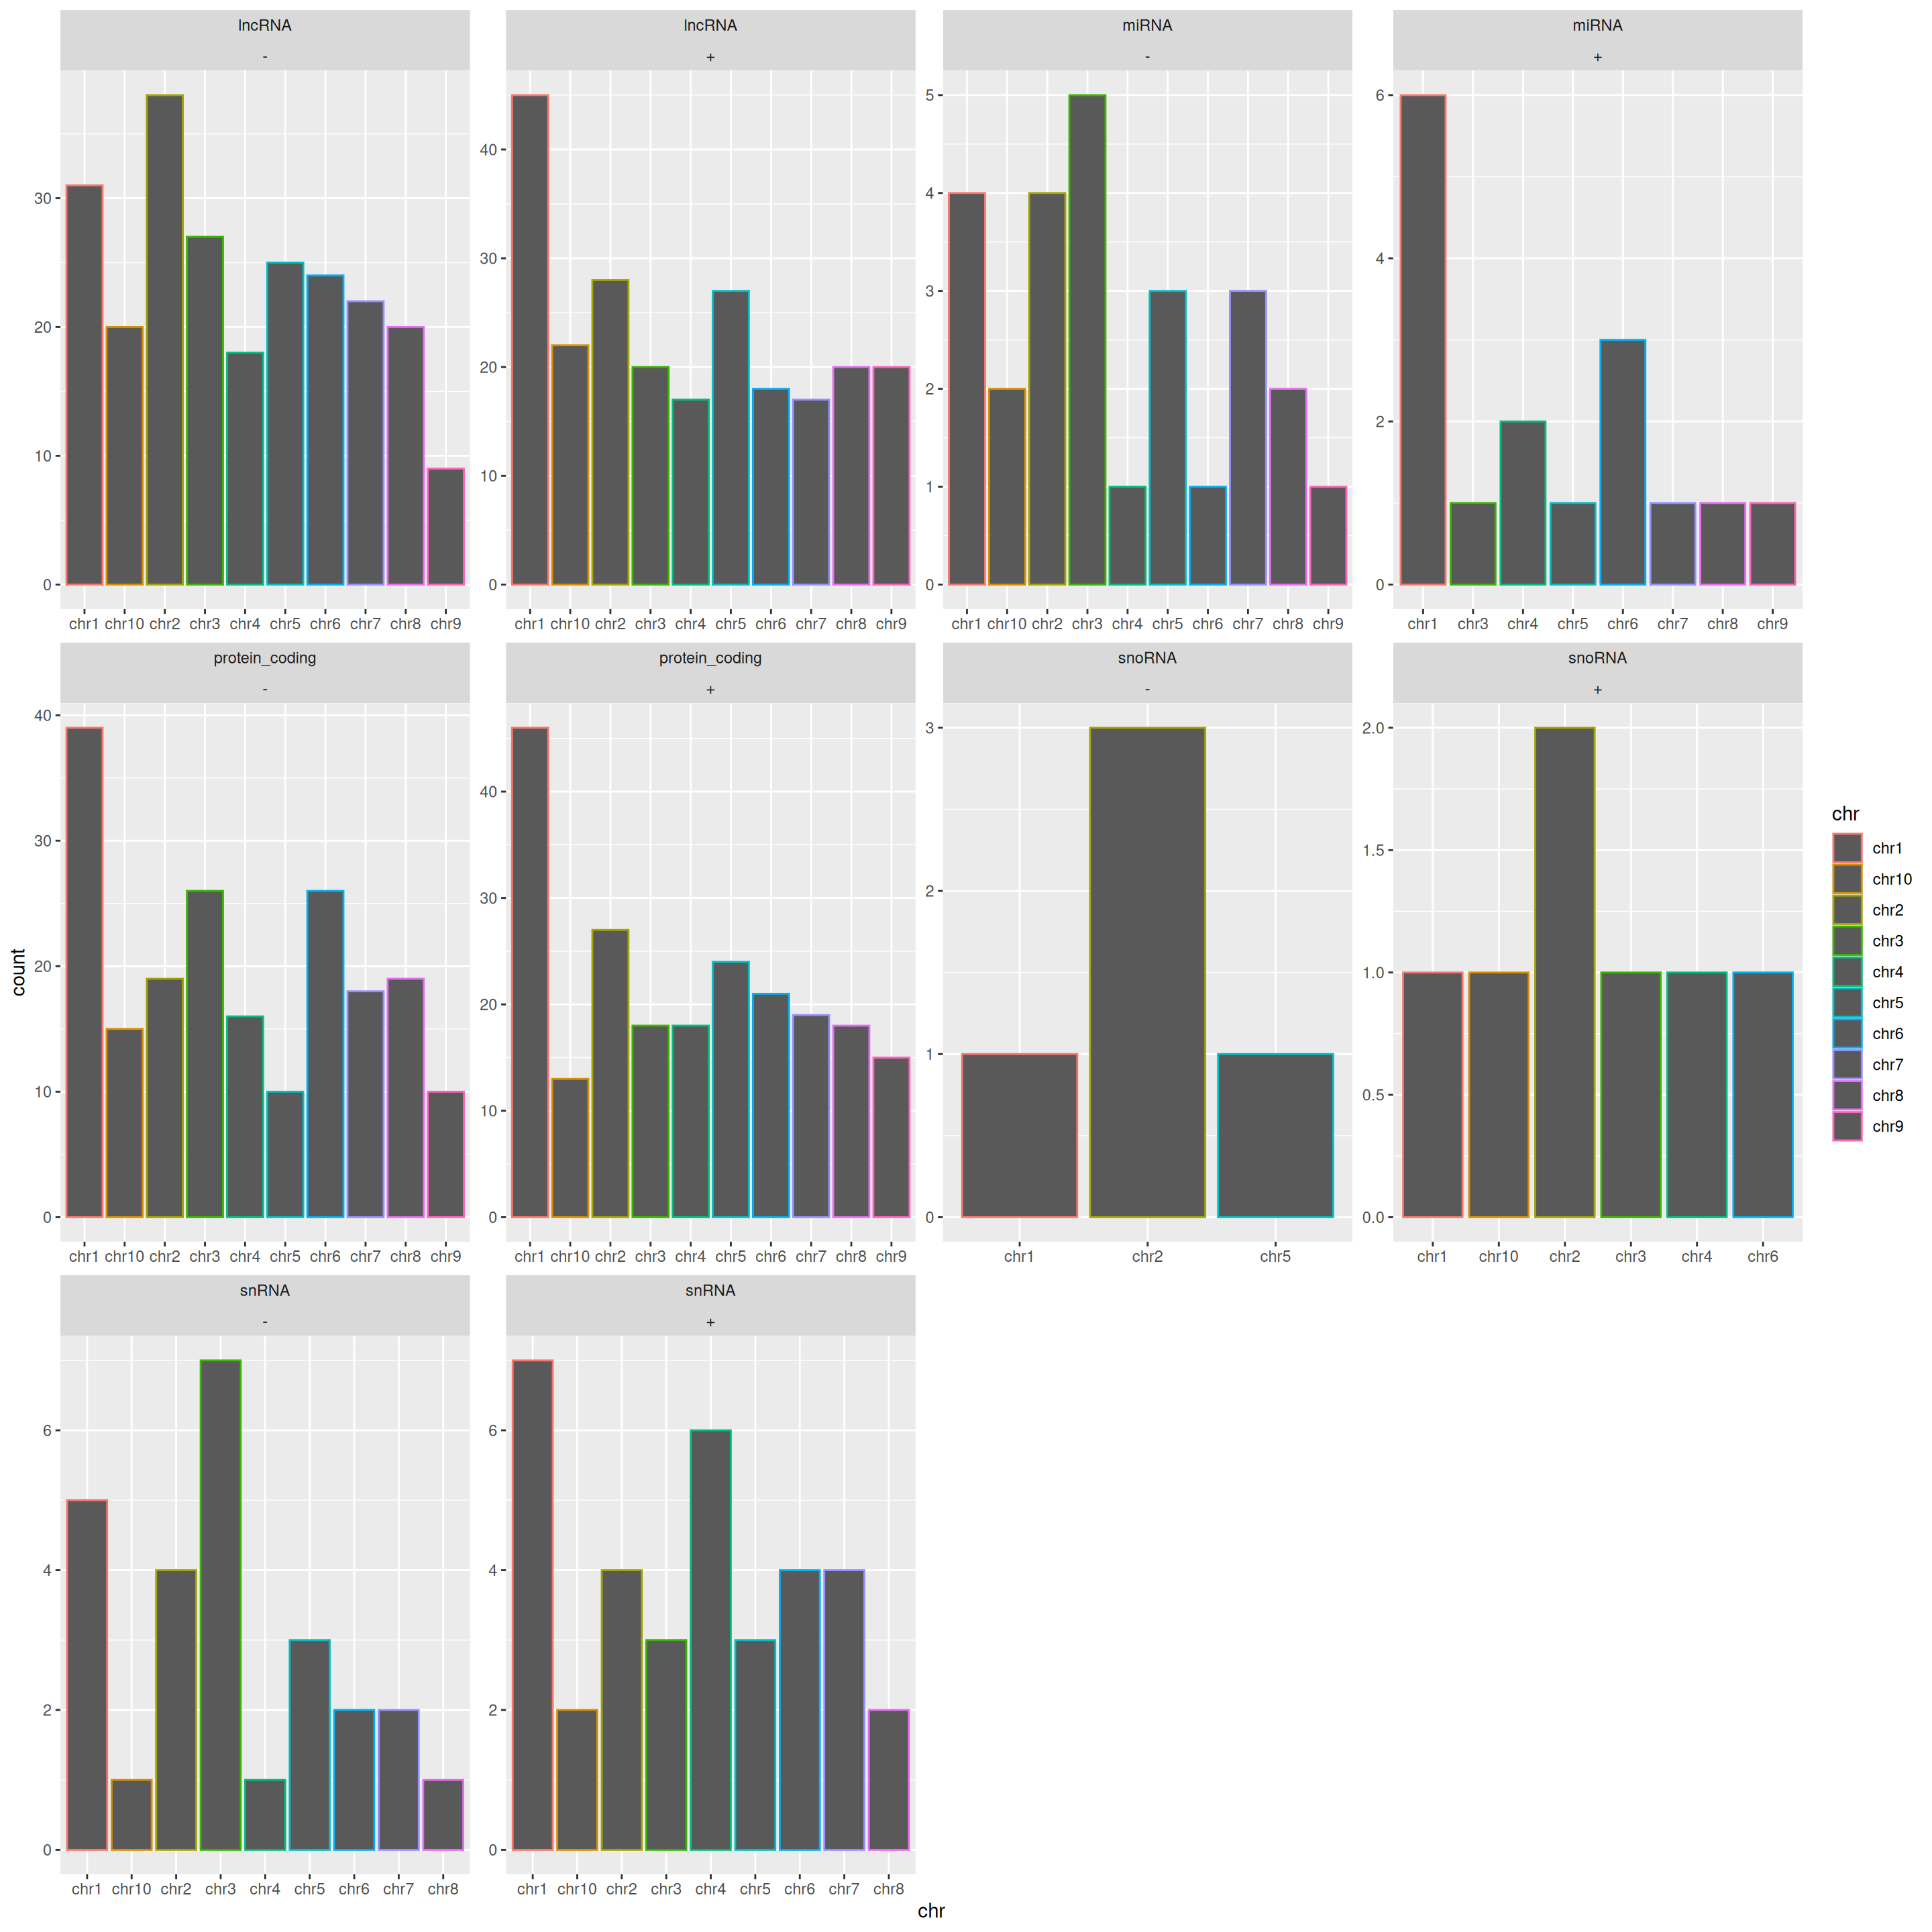 lncRNA
-
lncRNA
+
miRNA
-
miRNA
+
30
20
10
0
40
30
20
10
0
5
4
3
2
1
0
6
4
2
0
chr1 chr10 chr2 chr3 chr4 chr5 chr6 chr7 chr8 chr9
chr1 chr10 chr2 chr3 chr4 chr5 chr6 chr7 chr8 chr9
chr1 chr10 chr2 chr3 chr4 chr5 chr6 chr7 chr8 chr9
chr1 chr3 chr4 chr5 chr6 chr7 chr8 chr9
protein_coding
-
protein_coding
+
snoRNA
-
snoRNA
+
count
40
30
20
10
0
40
30
20
10
0
3
2
1
0
2.0
1.5
1.0
0.5
0.0
chr1 chr10 chr2 chr3 chr4 chr5 chr6 chr7 chr8 chr9
chr1 chr10 chr2 chr3 chr4 chr5 chr6 chr7 chr8 chr9
chr1 chr2 chr5
chr1 chr10 chr2 chr3 chr4 chr6
snRNA
-
snRNA
+
6
4
2
0
6
4
2
0
chr1 chr10 chr2 chr3 chr4 chr5 chr6 chr7 chr8
chr1 chr10 chr2 chr3 chr4 chr5 chr6 chr7 chr8
chr
chr
chr1
chr10
chr2
chr3
chr4
chr5
chr6
chr7
chr8
chr9